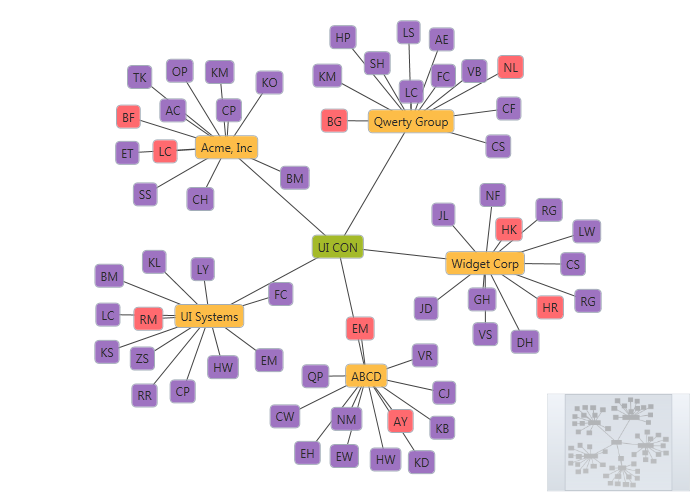 HP
LS
AE
SH
KM
FC
VB
NL
LC
BG
Qwerty Group
CF
CS
TK
OP
KM
KO
AC
CP
BF
ET
LC
Acme, Inc
BM
SS
CH
UI CON
NF
JL
RG
HK
LW
Widget Corp
CS
JD
GH
HR
RG
VS
DH
KL
LY
BM
FC
LC
RM
UI Systems
KS
ZS
HW
EM
RR
CP
EM
VR
QP
ABCD
CJ
CW
NM
AY
KB
EH
EW
HW
KD